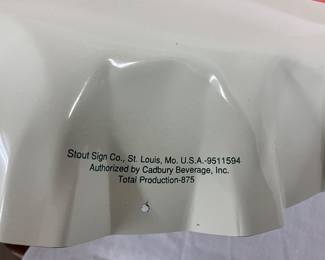 Stout Sign Co., St. Louis, Mo. U.S.A.-9511594
Authorized by Cadbury Beverage, Inc.
Total Production-875